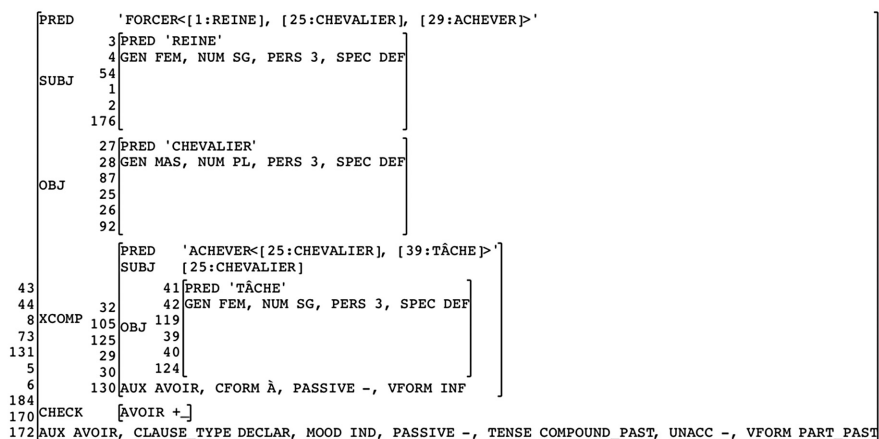 PRED 'FORCER<[1:REINE], [25:CHEVALIER], [29:ACHEVER]>'
3 PRED 'REINE'
4 GEN FEM, NUM SG, PERS 3, SPEC DEF
54
SUBJ
1
2
176
27 PRED 'CHEVALIER'
28 GEN MAS, NUM PL, PERS 3, SPEC DEF
87
OBJ
25
26
92
PRED 'ACHEVER<[25:CHEVALIER], [39:TÂCHE]>'
SUBJ [25:CHEVALIER]
43 41 PRED 'TÂCHE'
44 32 42 GEN FEM, NUM SG, PERS 3, SPEC DEF
8 XCOMP 105 OBJ 119
73 125 39
131 29 40
5 30 124
6 130 AUX AVOIR, CFORM À, PASSIVE -, VFORM INF
184
170 CHECK [AVOIR +_]
172 AUX AVOIR, CLAUSE_TYPE DECLAR, MOOD IND, PASSIVE -, TENSE COMPOUND_PAST, UNACC -, VFORM PART_PAST